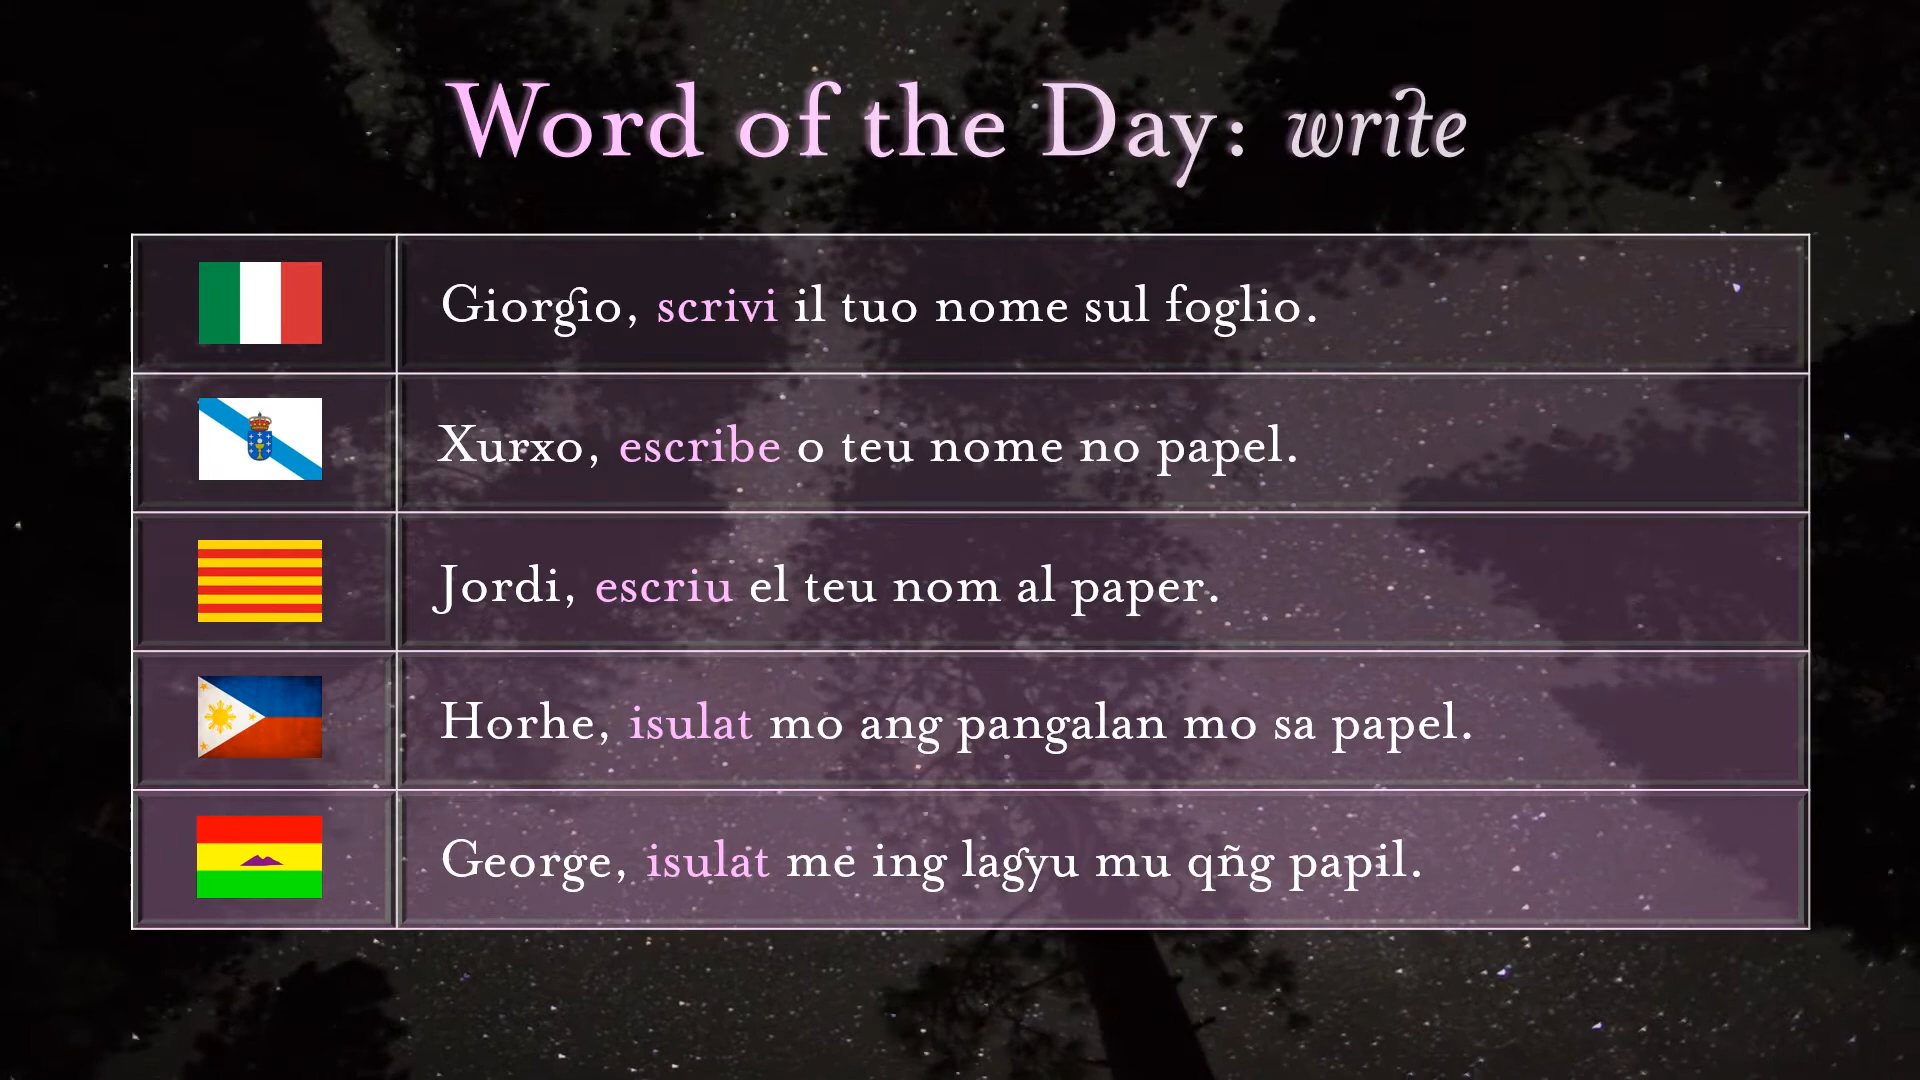 Word of the Day: write
Giorgio, scrivi il tuo nome sul foglio.
Xurxo, escribe o teu nome no papel.
Jordi, escriu el teu nom al paper.
Horhe, isulat mo ang pangalan mo sa papel.
George, isulat me ing lagyu mu qñg papil.